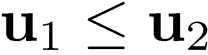 𝐮₁ ≤ 𝐮₂